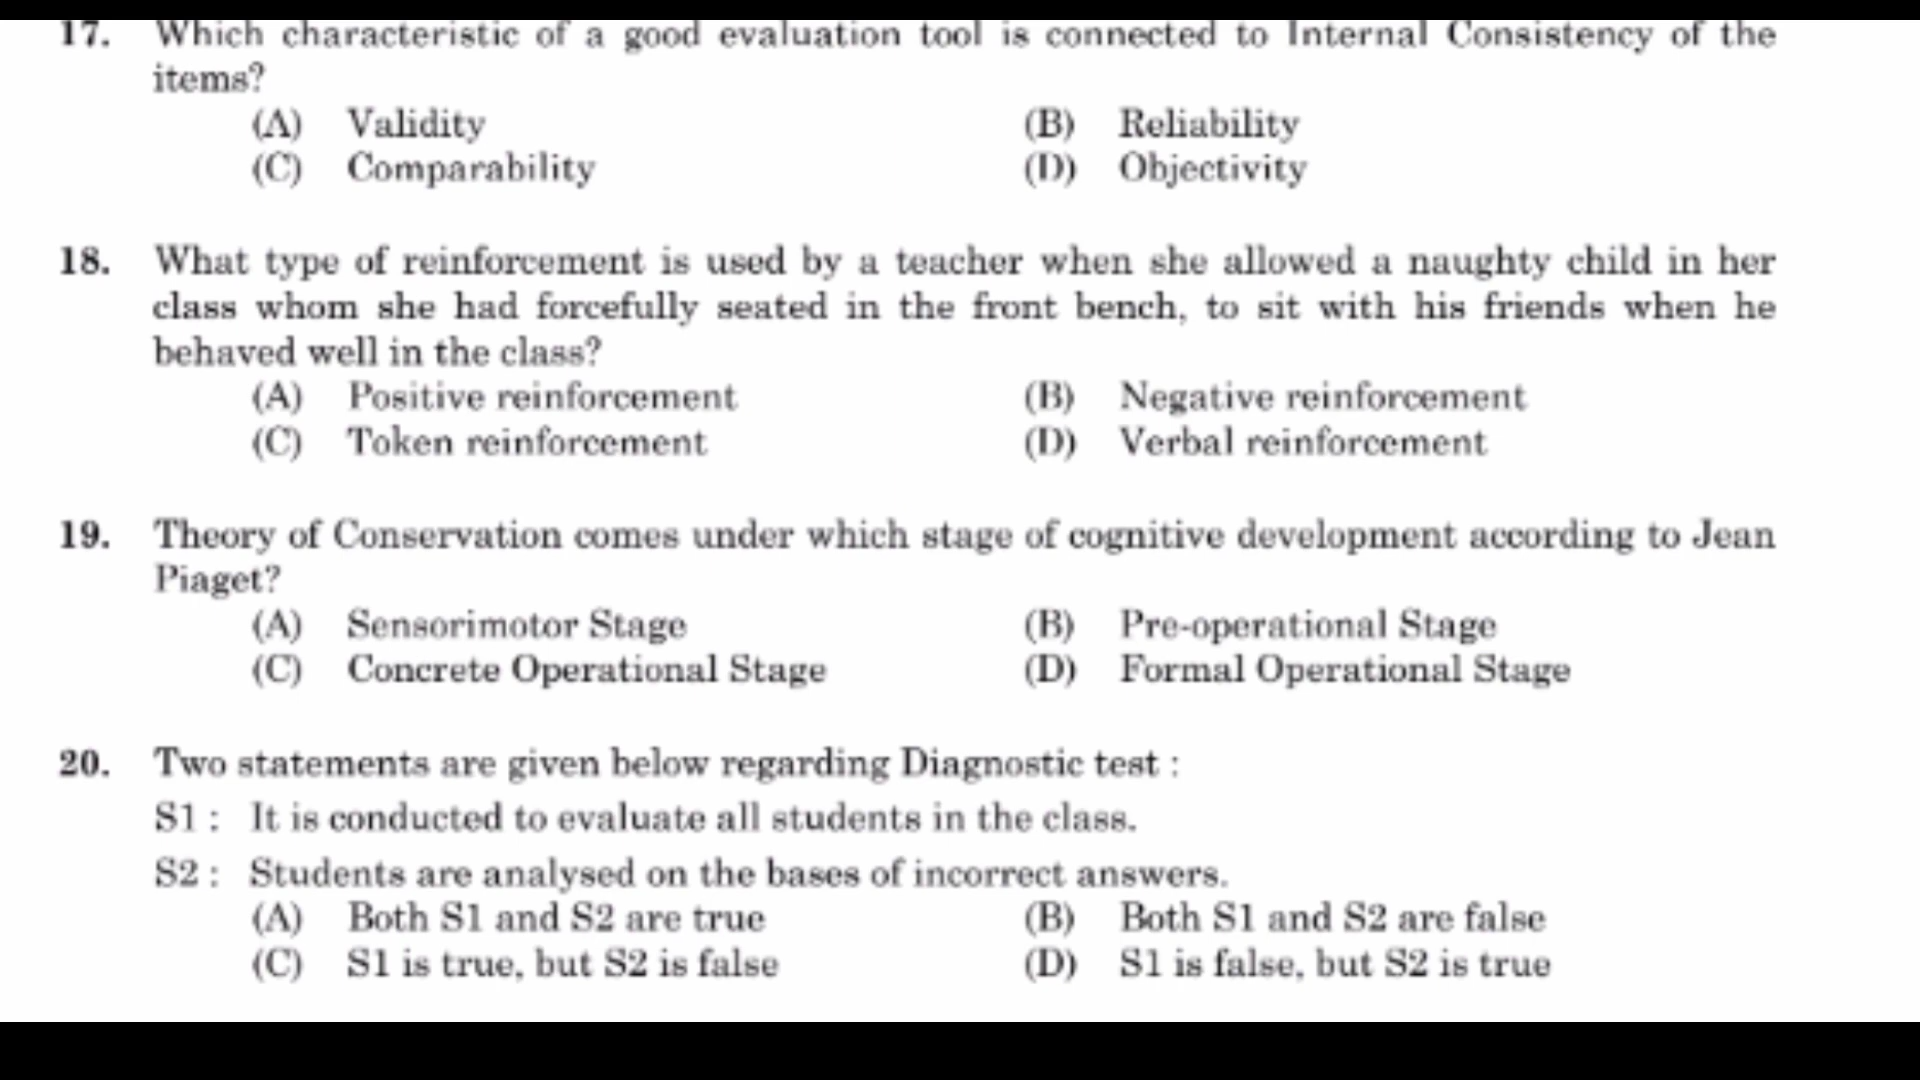 17. Which characteristic of a good evaluation tool is connected to Internal Consistency of the
items?
(A) Validity (B) Reliability
(C) Comparability (D) Objectivity
18. What type of reinforcement is used by a teacher when she allowed a naughty child in her
class whom she had forcefully seated in the front bench, to sit with his friends when he
behaved well in the class?
(A) Positive reinforcement (B) Negative reinforcement
(C) Token reinforcement (D) Verbal reinforcement
19. Theory of Conservation comes under which stage of cognitive development according to Jean
Piaget?
(A) Sensorimotor Stage (B) Pre-operational Stage
(C) Concrete Operational Stage (D) Formal Operational Stage
20. Two statements are given below regarding Diagnostic test :
S1 : It is conducted to evaluate all students in the class.
S2 : Students are analysed on the bases of incorrect answers.
(A) Both S1 and S2 are true (B) Both S1 and S2 are false
(C) S1 is true, but S2 is false (D) S1 is false, but S2 is true